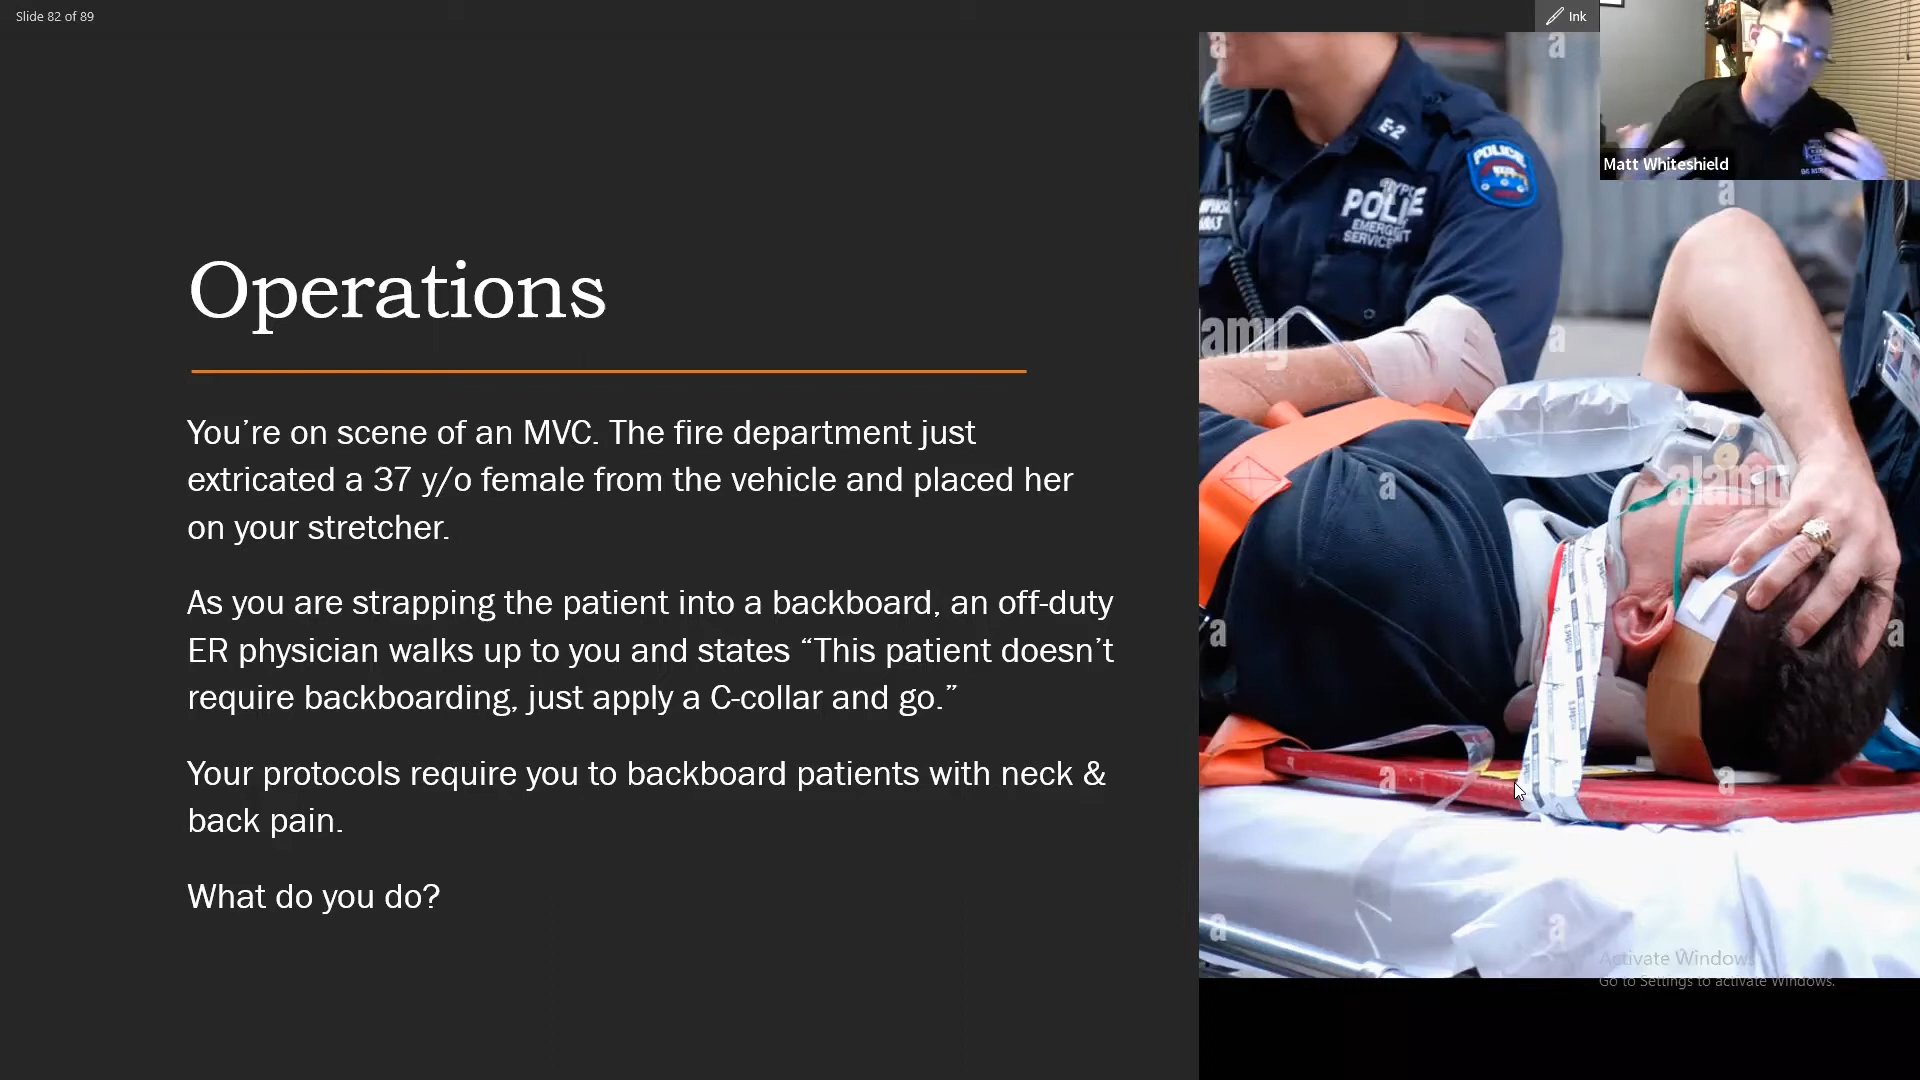 Slide 82 of 89
Ink
Matt Whiteshield
Operations
You’re on scene of an MVC. The fire department just
extricated a 37 y/o female from the vehicle and placed her
on your stretcher.
As you are strapping the patient into a backboard, an off-duty
ER physician walks up to you and states “This patient doesn’t
require backboarding, just apply a C-collar and go.”
Your protocols require you to backboard patients with neck &
back pain.
What do you do?
E-2
POLICE
alamy
a
Activate Windows
Go to Settings to activate Windows.